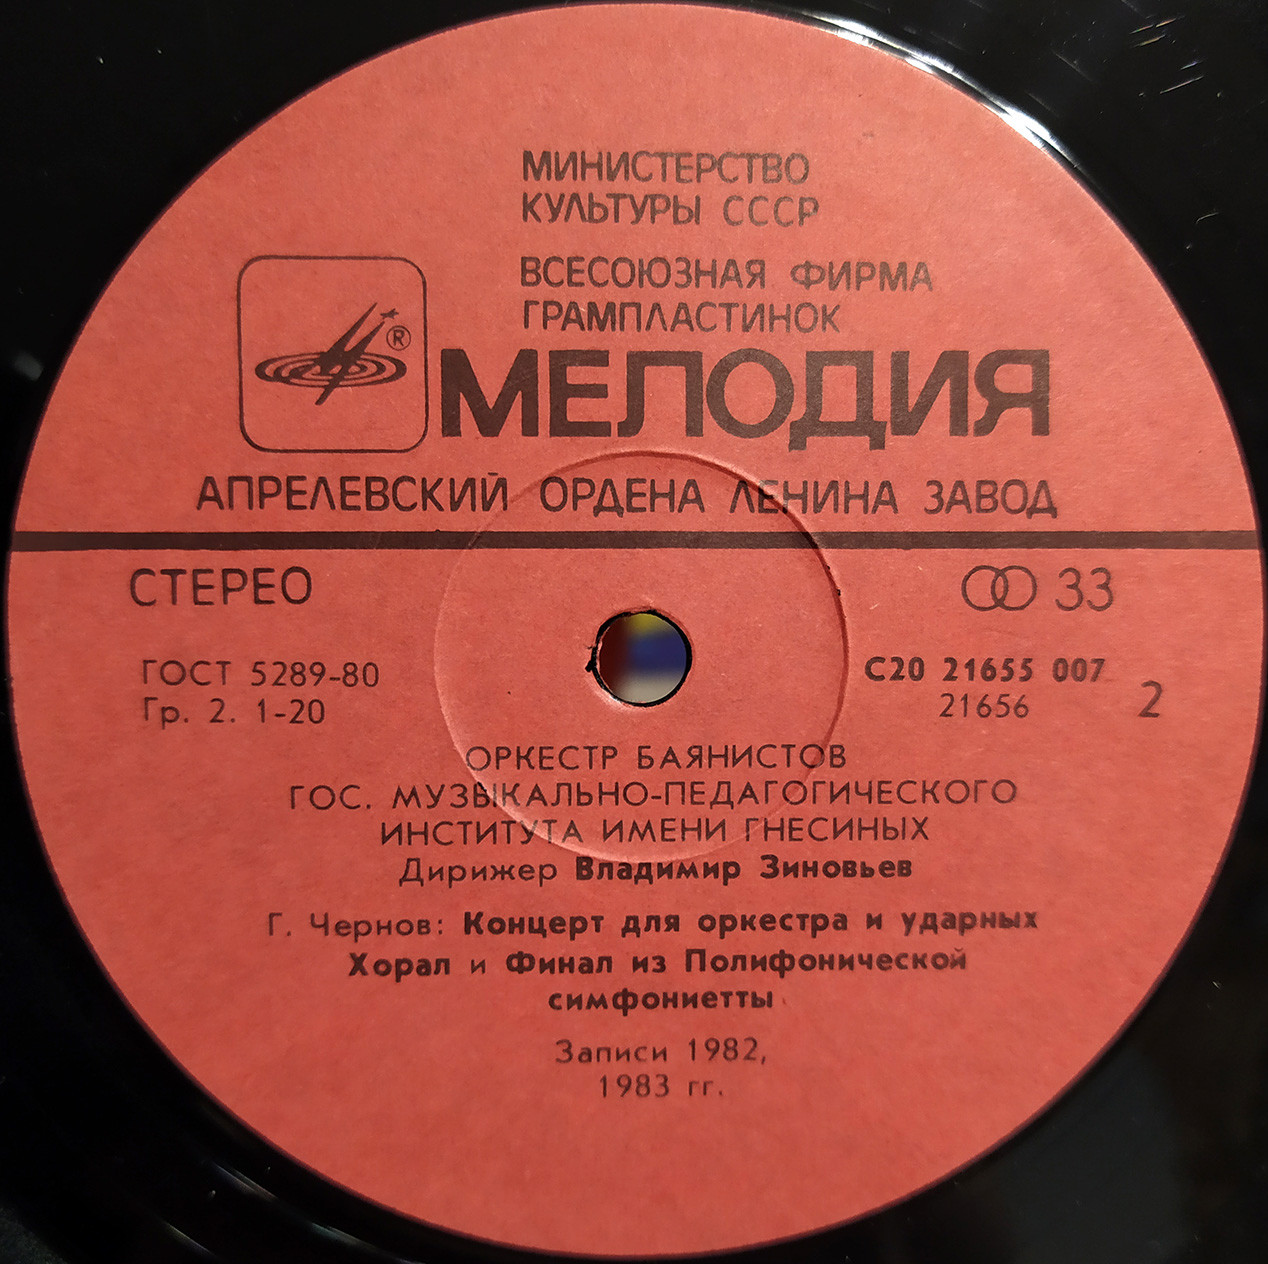 МИНИСТЕРСТВО
КУЛЬТУРЫ СССР
ВСЕСОЮЗНАЯ ФИРМА
ГРАМПЛАСТИНОК
®
МЕЛОДИЯ
АПРЕЛЕВСКИЙ ОРДЕНА ЛЕНИНА ЗАВОД
СТЕРЕО
33
ГОСТ 5289-80
Гр. 2. 1-20
С20 21655 007
21656
2
ОРКЕСТР БАЯНИСТОВ
ГОС. МУЗЫКАЛЬНО-ПЕДАГОГИЧЕСКОГО
ИНСТИТУТА ИМЕНИ ГНЕСИНЫХ
Дирижер Владимир Зиновьев
Г. Чернов: Концерт для оркестра и ударных
Хорал и Финал из Полифонической
симфониетты
Записи 1982,
1983 гг.